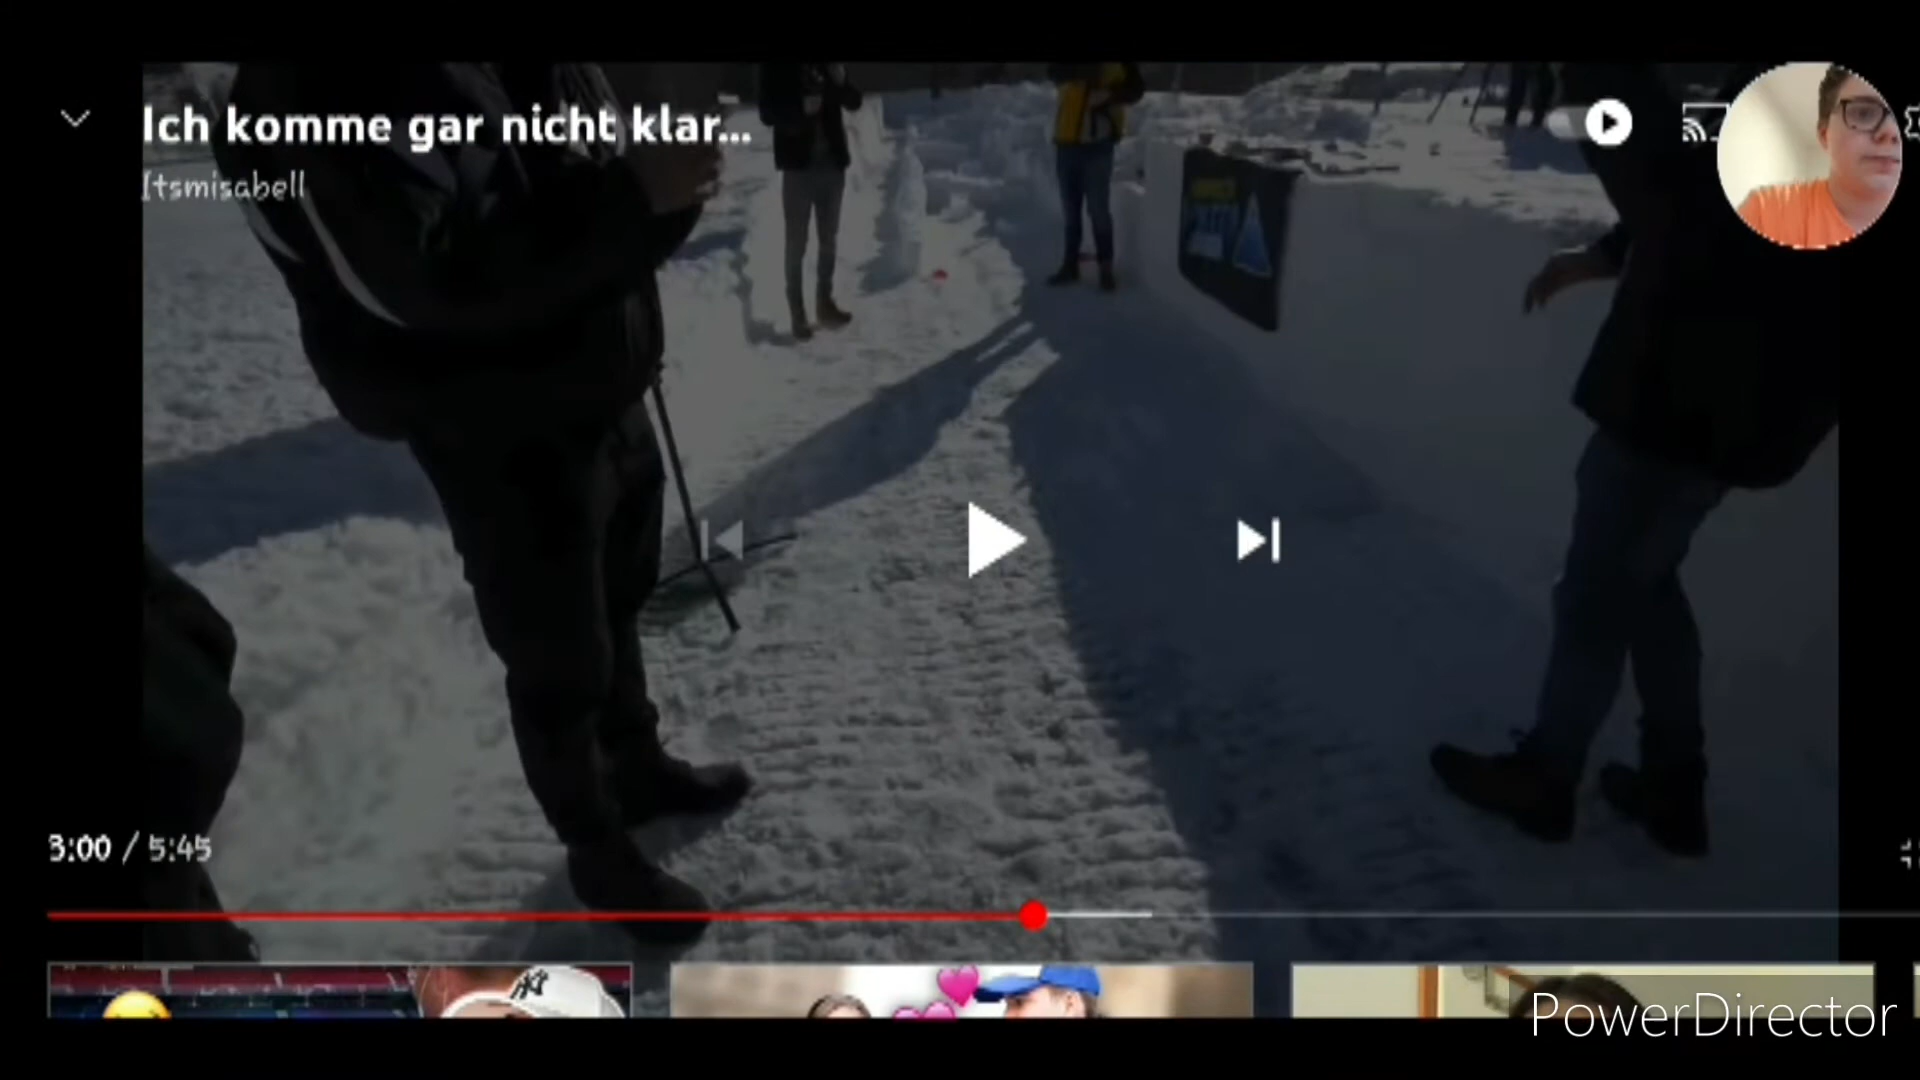 Ich komme gar nicht klar...
Itsmisabell
3:00 / 5:45
PowerDirector